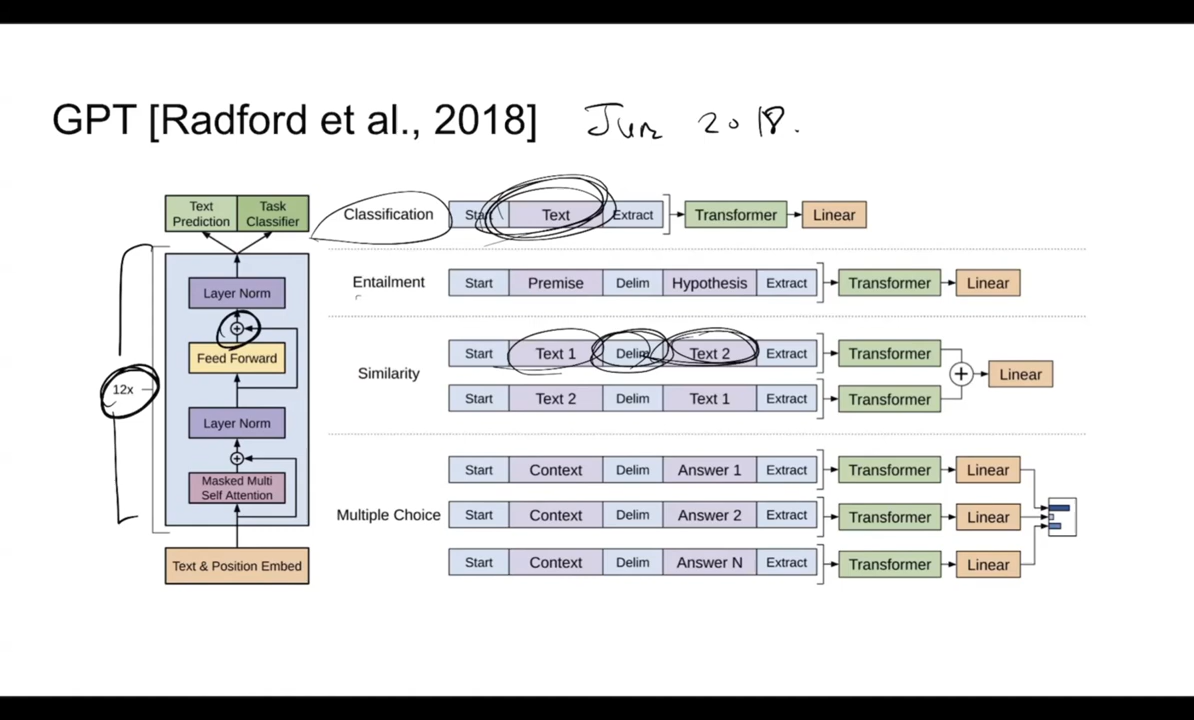 GPT [Radford et al., 2018] Jun 2018.
Text Prediction
Task Classifier
Layer Norm
Feed Forward
12x
Layer Norm
Masked Multi Self Attention
Text & Position Embed
Classification Start Text Extract Transformer Linear
Entailment Start Premise Delim Hypothesis Extract Transformer Linear
Similarity
Start Text 1 Delim Text 2 Extract Transformer
Start Text 2 Delim Text 1 Extract Transformer
Linear
Multiple Choice
Start Context Delim Answer 1 Extract Transformer Linear
Start Context Delim Answer 2 Extract Transformer Linear
Start Context Delim Answer N Extract Transformer Linear